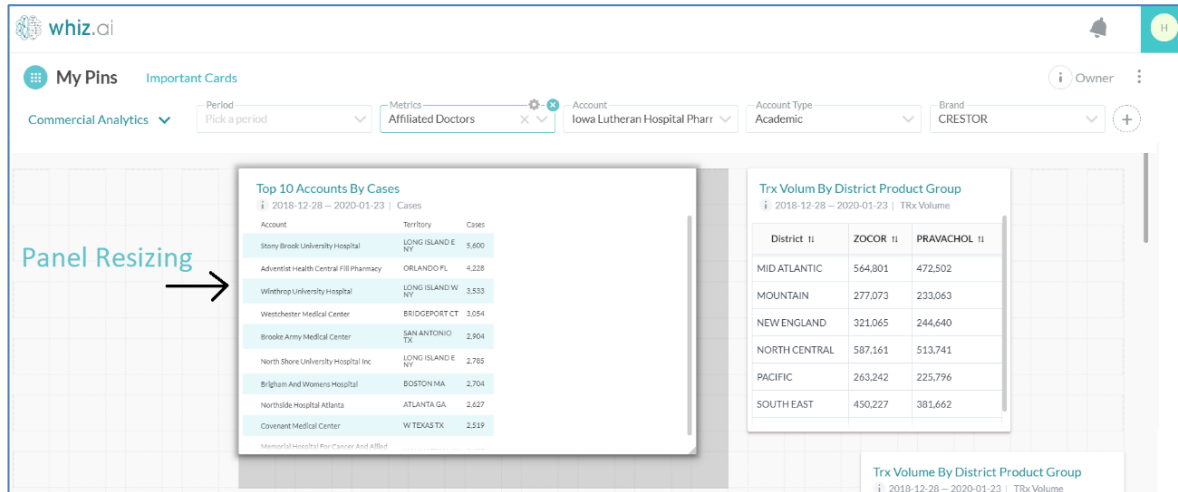 whiz.ai
H
My Pins
Important Cards
Owner
Commercial Analytics
Period
Pick a period
Metrics
Affiliated Doctors
Account
Iowa Lutheran Hospital Pharr
Account Type
Academic
Brand
CRESTOR
Panel Resizing
Top 10 Accounts By Cases
2018-12-28 — 2020-01-23 | Cases
Account Territory Cases
Stony Brook University Hospital LONG ISLAND E NY 5,600
Adventist Health Central Fill Pharmacy ORLANDO FL 4,228
Winthrop University Hospital LONG ISLAND W NY 3,533
Westchester Medical Center BRIDGEPORT CT 3,054
Brooke Army Medical Center SAN ANTONIO TX 2,904
North Shore University Hospital Inc LONG ISLAND E NY 2,785
Brigham And Womens Hospital BOSTON MA 2,704
Northside Hospital Atlanta ATLANTA GA 2,627
Covenant Medical Center W TEXAS TX 2,519
Memorial Hospital For Cancer And Allied
Trx Volum By District Product Group
2018-12-28 — 2020-01-23 | TRx Volume
District ZOCOR PRAVACHOL
MID ATLANTIC 564,801 472,502
MOUNTAIN 277,073 233,063
NEW ENGLAND 321,065 244,640
NORTH CENTRAL 587,161 513,741
PACIFIC 263,242 225,796
SOUTH EAST 450,227 381,662
Trx Volume By District Product Group
2018-12-28 — 2020-01-23 | TRx Volume